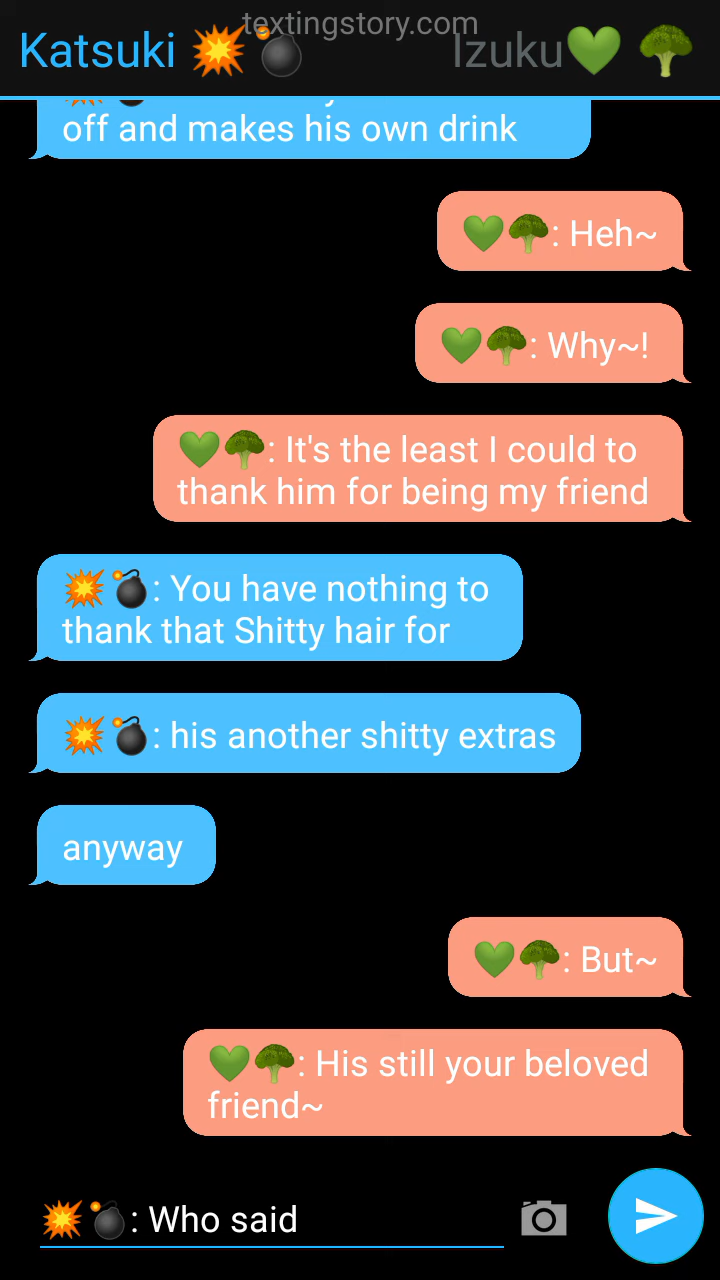 textingstory.com
Katsuki 💥💣 Izuku💚🥦
off and makes his own drink
💚🥦: Heh~
💚🥦: Why~!
💚🥦: It's the least I could to
thank him for being my friend
💥💣: You have nothing to
thank that Shitty hair for
💥💣: his another shitty extras
anyway
💚🥦: But~
💚🥦: His still your beloved
friend~
💥💣: Who said